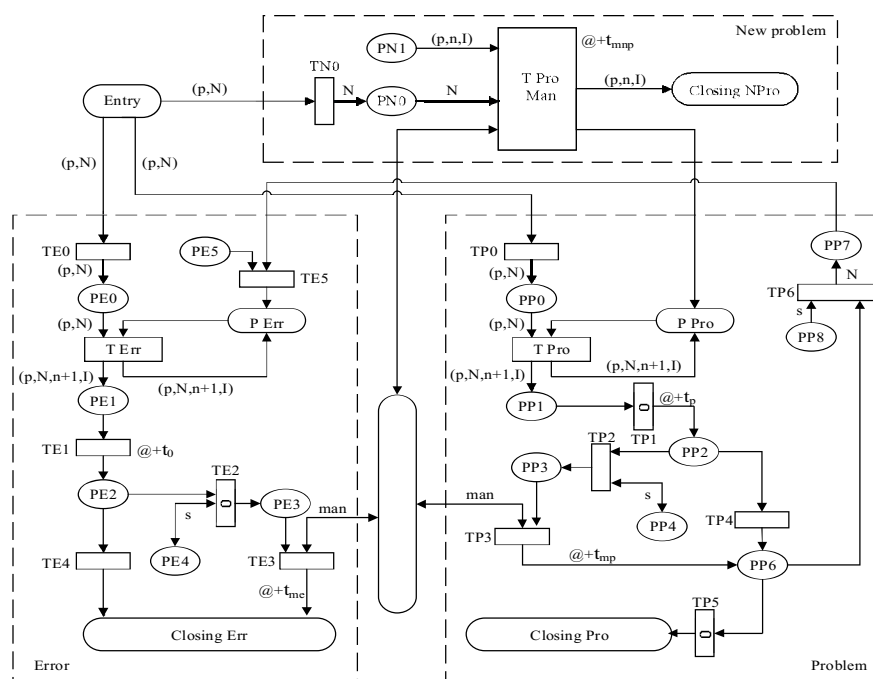 New problem
PN1
(p,n,I)
@+tmnp
TN0
T Pro
Man
(p,n,I)
Closing NPro
Entry
(p,N)
N
PN0
N
(p,N)
(p,N)
TE0
PE5
TE5
(p,N)
PE0
(p,N)
P Err
T Err
(p,N,n+1,I)
(p,N,n+1,I)
PE1
TE1
@+t0
TE2
PE2
0
PE3
s
man
PE4
TE4
TE3
@+tme
Closing Err
Error
TP0
(p,N)
PP0
(p,N)
P Pro
T Pro
(p,N,n+1,I)
(p,N,n+1,I)
PP7
N
TP6
s
PP8
PP1
0
@+tp
TP1
TP2
PP2
PP3
s
PP4
man
TP3
TP4
@+tmp
PP6
TP5
0
Closing Pro
Problem